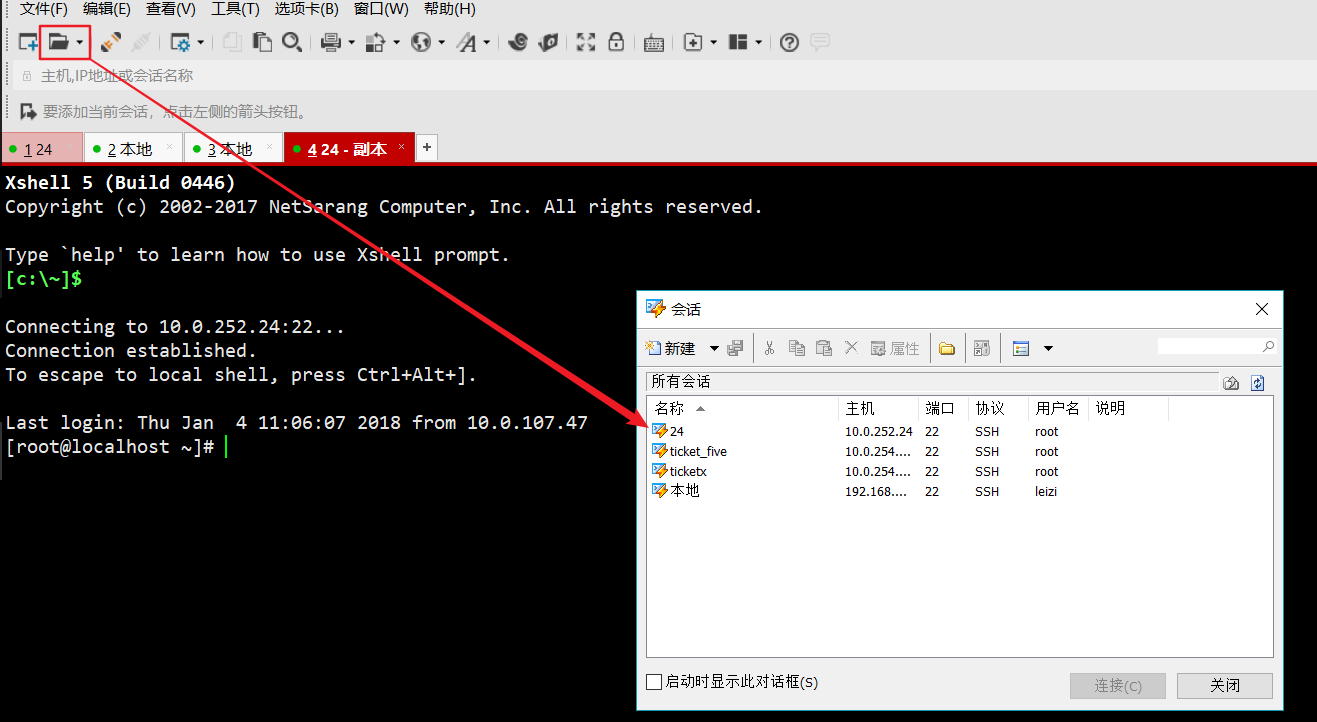 文件(F) 编辑(E) 查看(V) 工具(T) 选项卡(B) 窗口(W) 帮助(H)
主机,IP地址或会话名称
要添加当前会话，点击左侧的箭头按钮。
1 24 × 2 本地 × 3 本地 × 4 24 - 副本 × +
Xshell 5 (Build 0446)
Copyright (c) 2002-2017 NetSarang Computer, Inc. All rights reserved.
Type `help' to learn how to use Xshell prompt.
[c:\~]$
Connecting to 10.0.252.24:22...
Connection established.
To escape to local shell, press Ctrl+Alt+].
Last login: Thu Jan  4 11:06:07 2018 from 10.0.107.47
[root@localhost ~]#
会话
新建 属性
所有会话
名称 主机 端口 协议 用户名 说明
24 10.0.252.24 22 SSH root
ticket_five 10.0.254.... 22 SSH root
ticketx 10.0.254.... 22 SSH root
本地 192.168.... 22 SSH leizi
启动时显示此对话框(S)
连接(C) 关闭